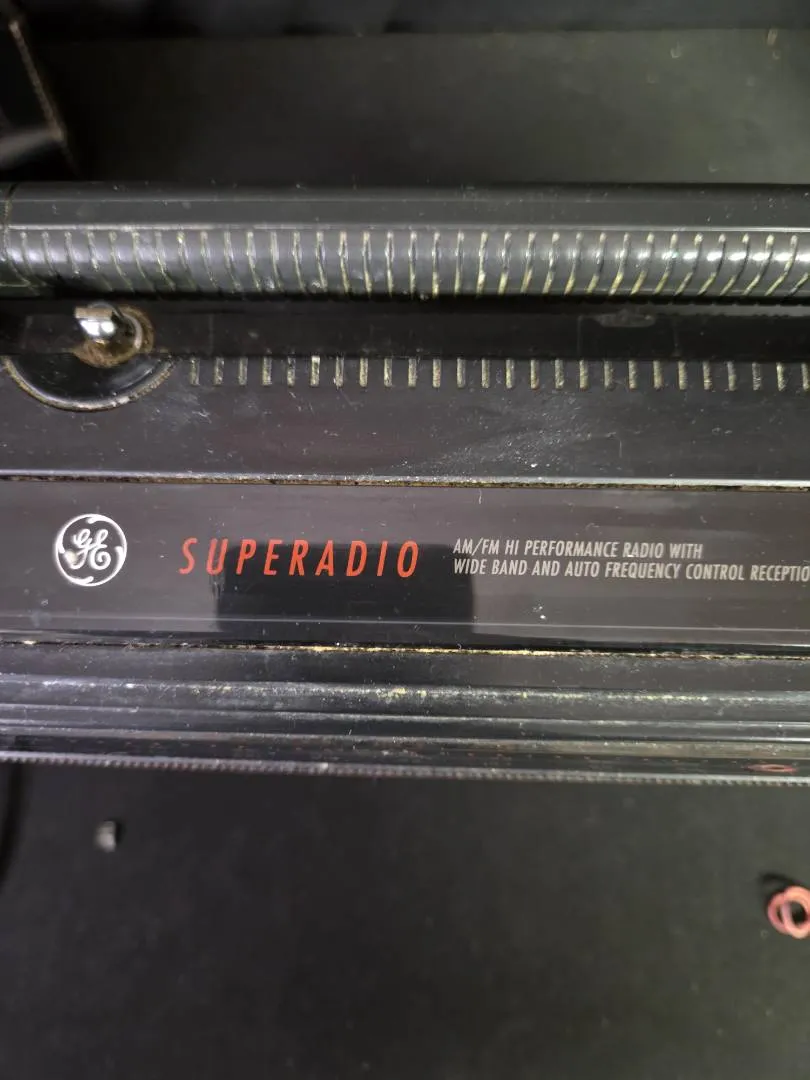 GE
SUPERADIO
AM/FM HI PERFORMANCE RADIO WITH
WIDE BAND AND AUTO FREQUENCY CONTROL RECEPTIO